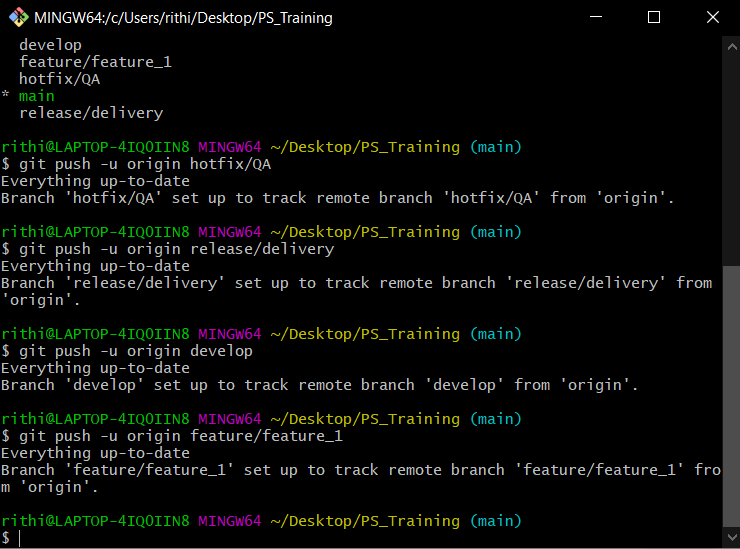 MINGW64:/c/Users/rithi/Desktop/PS_Training
  develop
  feature/feature_1
  hotfix/QA
* main
  release/delivery

rithi@LAPTOP-4IQOIIN8 MINGW64 ~/Desktop/PS_Training (main)
$ git push -u origin hotfix/QA
Everything up-to-date
Branch 'hotfix/QA' set up to track remote branch 'hotfix/QA' from 'origin'.

rithi@LAPTOP-4IQOIIN8 MINGW64 ~/Desktop/PS_Training (main)
$ git push -u origin release/delivery
Everything up-to-date
Branch 'release/delivery' set up to track remote branch 'release/delivery' from
'origin'.

rithi@LAPTOP-4IQOIIN8 MINGW64 ~/Desktop/PS_Training (main)
$ git push -u origin develop
Everything up-to-date
Branch 'develop' set up to track remote branch 'develop' from 'origin'.

rithi@LAPTOP-4IQOIIN8 MINGW64 ~/Desktop/PS_Training (main)
$ git push -u origin feature/feature_1
Everything up-to-date
Branch 'feature/feature_1' set up to track remote branch 'feature/feature_1' fro
m 'origin'.

rithi@LAPTOP-4IQOIIN8 MINGW64 ~/Desktop/PS_Training (main)
$